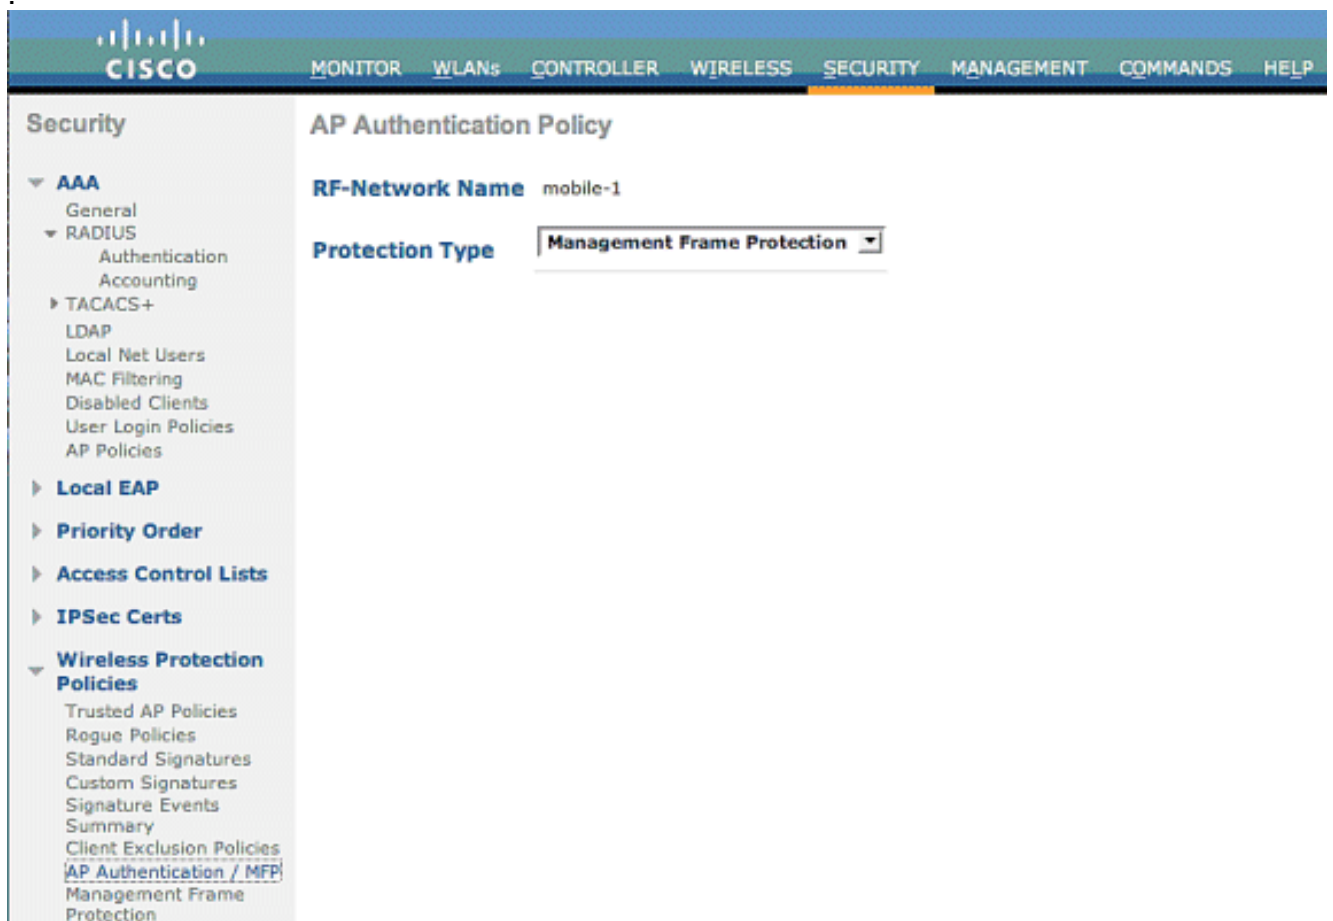 CISCO
MONITOR WLANs CONTROLLER WIRELESS SECURITY MANAGEMENT COMMANDS HELP
Security
AAA
General
RADIUS
Authentication
Accounting
TACACS+
LDAP
Local Net Users
MAC Filtering
Disabled Clients
User Login Policies
AP Policies
Local EAP
Priority Order
Access Control Lists
IPSec Certs
Wireless Protection
Policies
Trusted AP Policies
Rogue Policies
Standard Signatures
Custom Signatures
Signature Events
Summary
Client Exclusion Policies
AP Authentication / MFP
Management Frame
Protection
AP Authentication Policy
RF-Network Name mobile-1
Protection Type Management Frame Protection